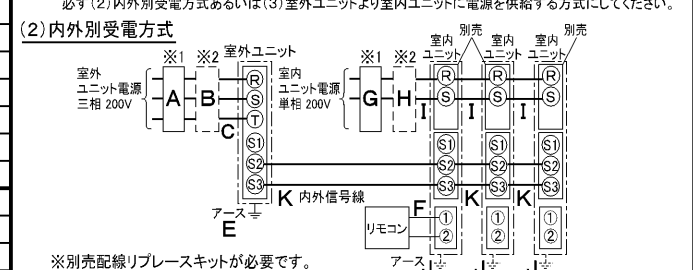 必ず(2)内外別受電方式あるいは(3)室外ユニットより室内ユニットに電源を供給する方式にしてください。
(2)内外別受電方式
※1 ※2 室外ユニット
室外
ユニット電源
三相 200V
A B C
R
S
T
S1
S2
S3
アース
E
※1 ※2
室内
ユニット電源
単相 200V
G H
室内
ユニット
別売
室内
ユニット
室内
ユニット
別売
R R R
S S S
I I I
S1 S1 S1
S2 S2 S2
S3 S3 S3
K 内外信号線 K K
リモコン
F
① ① ①
② ② ②
アース
※別売配線リプレースキットが必要です。